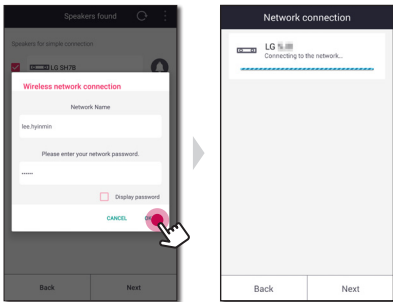 Speakers found
Speakers for simple connection
LG SH7B
Wireless network connection
Network Name
lee.hyinmin
Please enter your network password.
······
Display password
CANCEL
Back
Next
Network connection
LG
Connecting to the network...
Back
Next